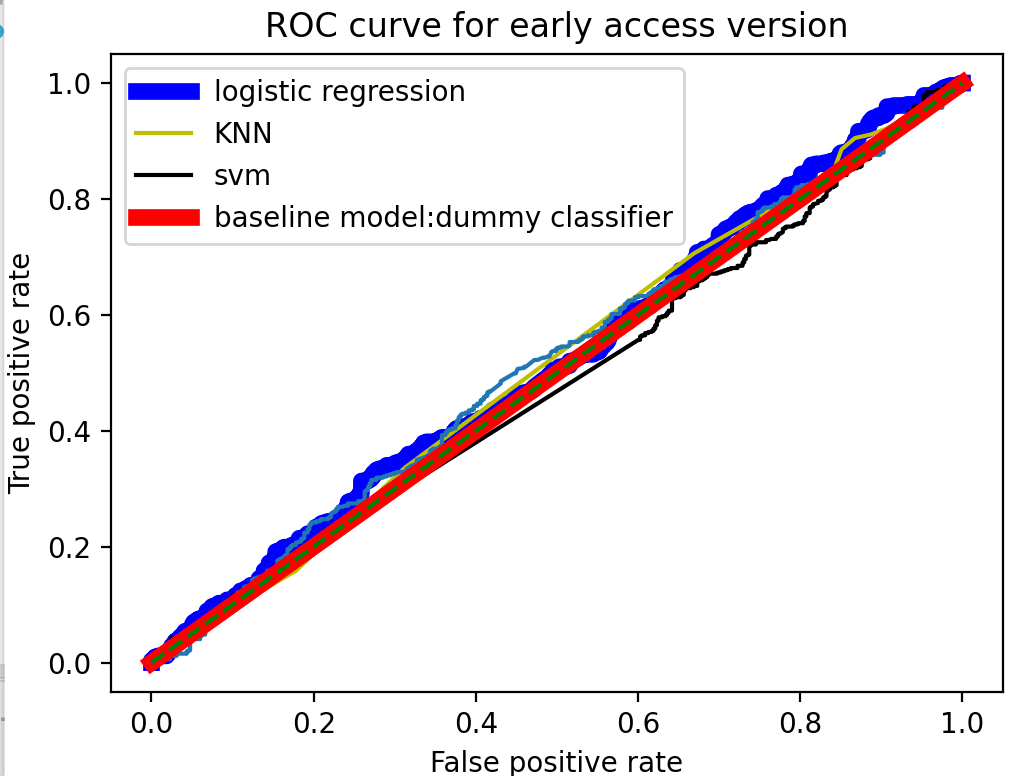 ROC curve for early access version
logistic regression
KNN
svm
baseline model:dummy classifier
True positive rate
1.0
0.8
0.6
0.4
0.2
0.0
0.0 0.2 0.4 0.6 0.8 1.0
False positive rate